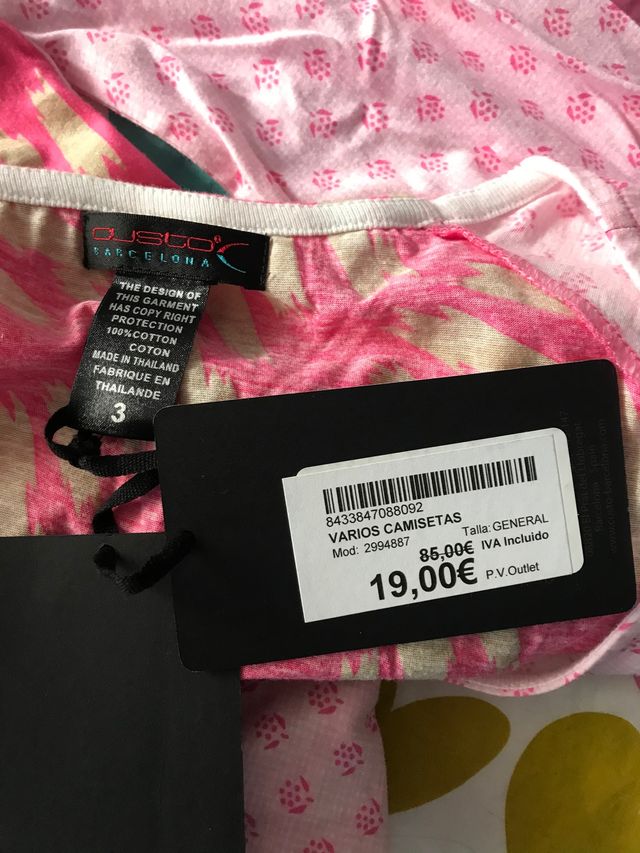 custo
BARCELONA
THE DESIGN OF
THIS GARMENT
HAS COPY RIGHT
PROTECTION
100%COTTON
COTON
MADE IN THAILAND
FABRIQUE EN
THAILANDE
3
8433847088092
VARIOS CAMISETAS
Mod: 2994887 Talla: GENERAL
85,00€ IVA Incluido
19,00€ P.V.Outlet